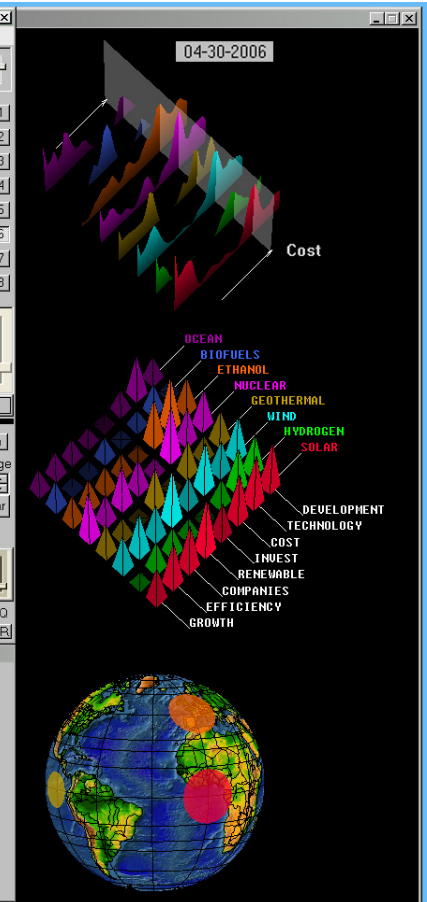 04-30-2006
Cost
OCEAN
BIOFUELS
ETHANOL
NUCLEAR
GEOTHERMAL
WIND
HYDROGEN
SOLAR
DEVELOPMENT
TECHNOLOGY
COST
INVEST
RENEWABLE
COMPANIES
EFFICIENCY
GROWTH